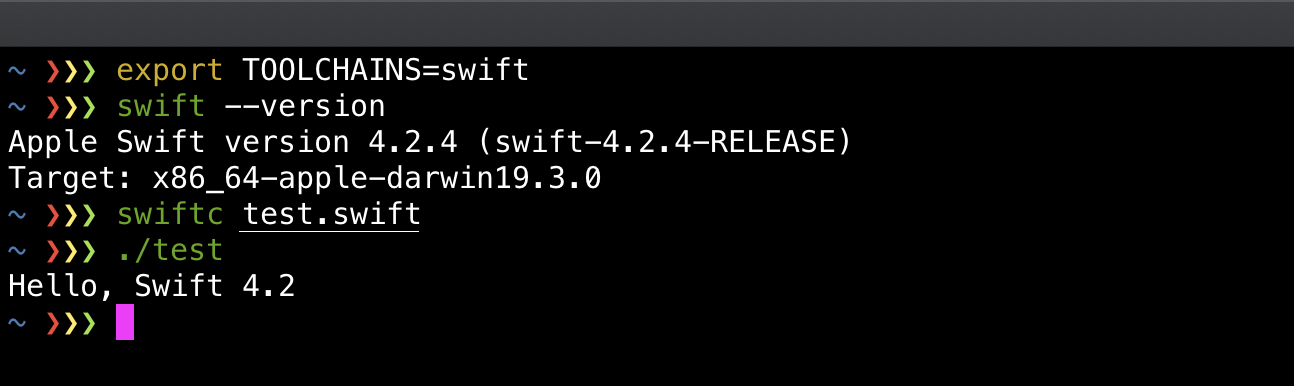 ~ ❯❯❯ export TOOLCHAINS=swift
~ ❯❯❯ swift --version
Apple Swift version 4.2.4 (swift-4.2.4-RELEASE)
Target: x86_64-apple-darwin19.3.0
~ ❯❯❯ swiftc test.swift
~ ❯❯❯ ./test
Hello, Swift 4.2
~ ❯❯❯